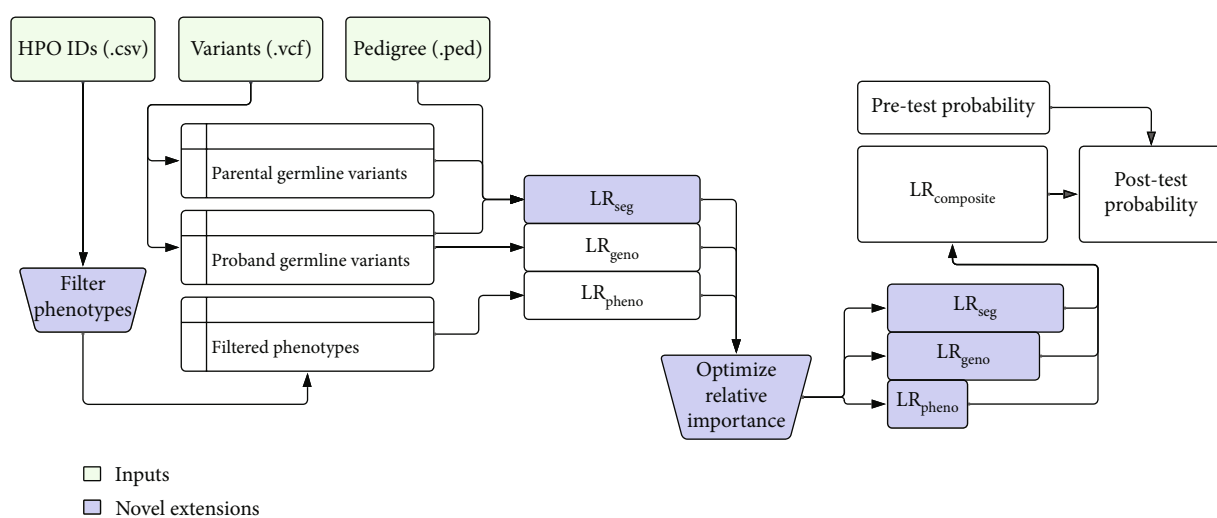 HPO IDs (.csv)
Variants (.vcf)
Pedigree (.ped)
Parental germline variants
Proband germline variants
Filtered phenotypes
Filter
phenotypes
LRseg
LRgeno
LRpheno
Optimize
relative
importance
LRseg
LRgeno
LRpheno
Pre-test probability
LRcomposite
Post-test
probability
Inputs
Novel extensions